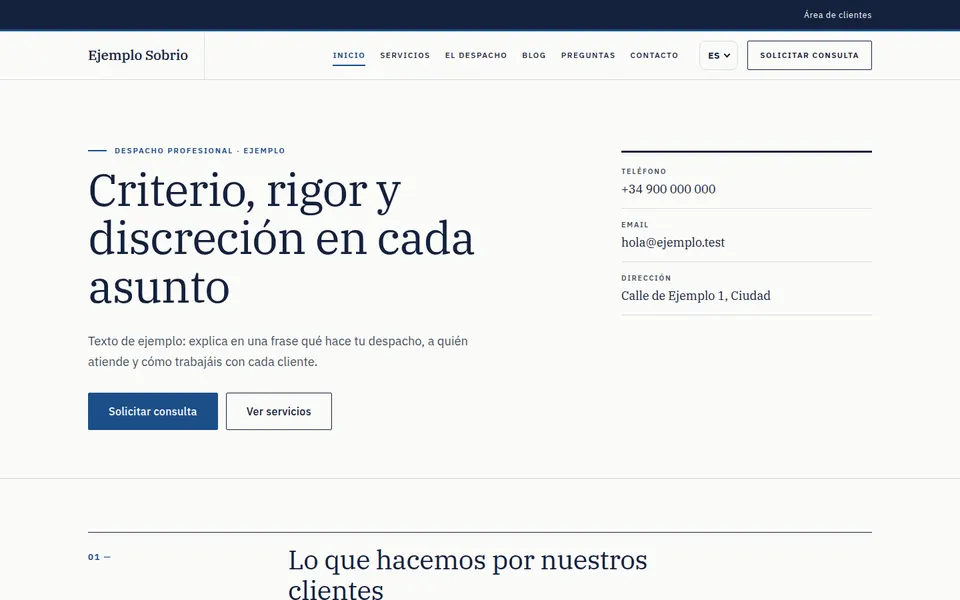 Área de clientes
Ejemplo Sobrio
INICIO SERVICIOS EL DESPACHO BLOG PREGUNTAS CONTACTO ES SOLICITAR CONSULTA
DESPACHO PROFESIONAL · EJEMPLO
Criterio, rigor y
discreción en cada
asunto
Texto de ejemplo: explica en una frase qué hace tu despacho, a quién
atiende y cómo trabajáis con cada cliente.
Solicitar consulta Ver servicios
TELÉFONO
+34 900 000 000
EMAIL
hola@ejemplo.test
DIRECCIÓN
Calle de Ejemplo 1, Ciudad
01 —
Lo que hacemos por nuestros
clientes